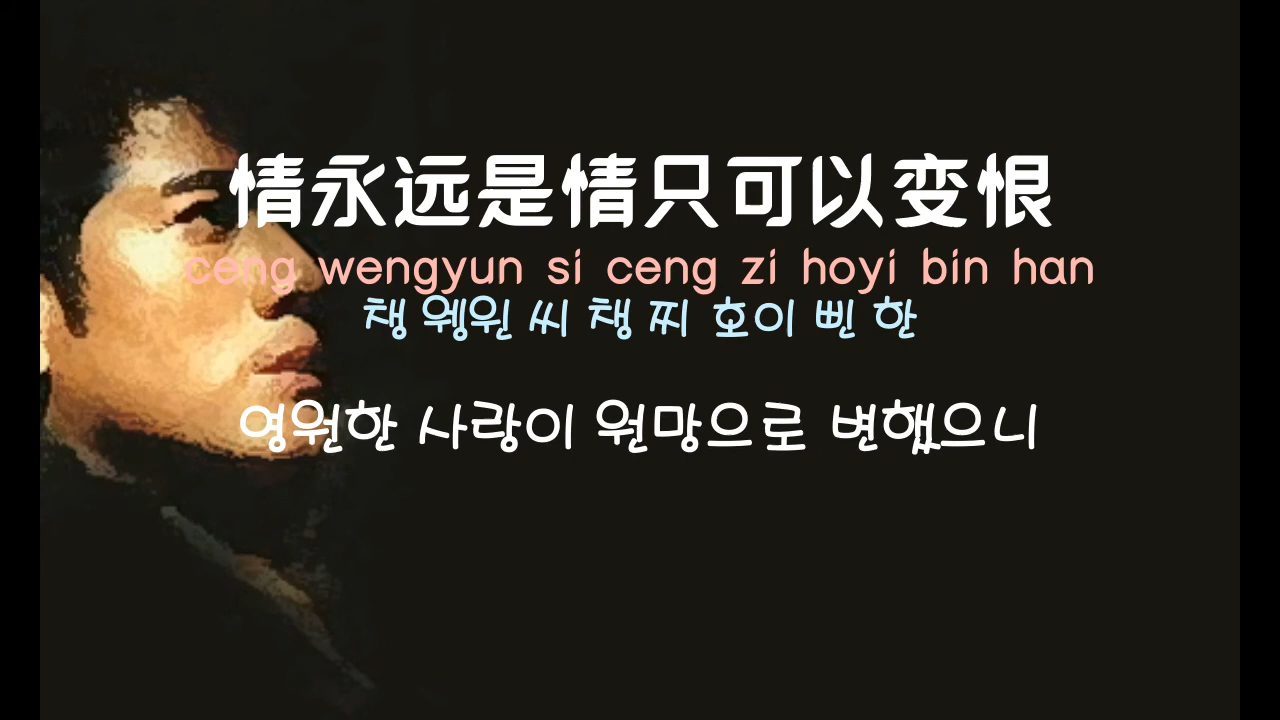 情永远是情只可以变恨
ceng wengyun si ceng zi hoyi bin han
챙 웽윈 씨 챙 찌 호이 삔 한
영원한 사랑이 원망으로 변했으니